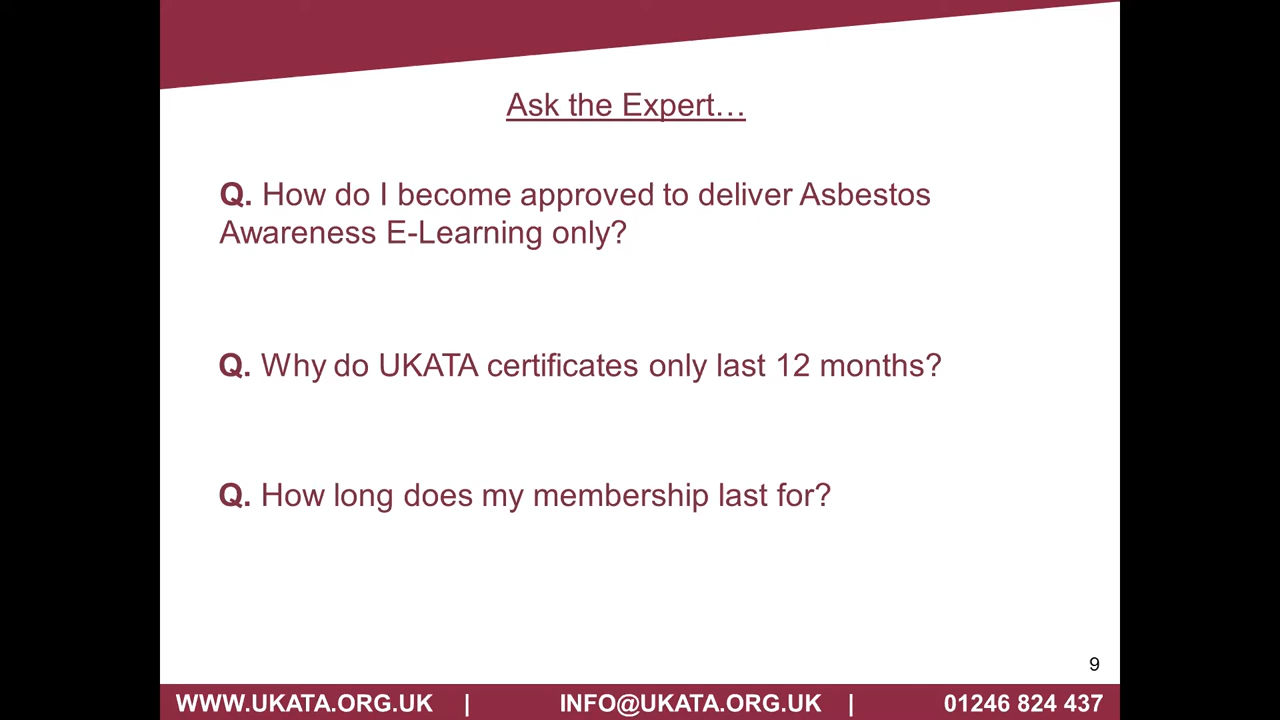 Ask the Expert…
Q. How do I become approved to deliver Asbestos
Awareness E-Learning only?
Q. Why do UKATA certificates only last 12 months?
Q. How long does my membership last for?
9
WWW.UKATA.ORG.UK | INFO@UKATA.ORG.UK | 01246 824 437